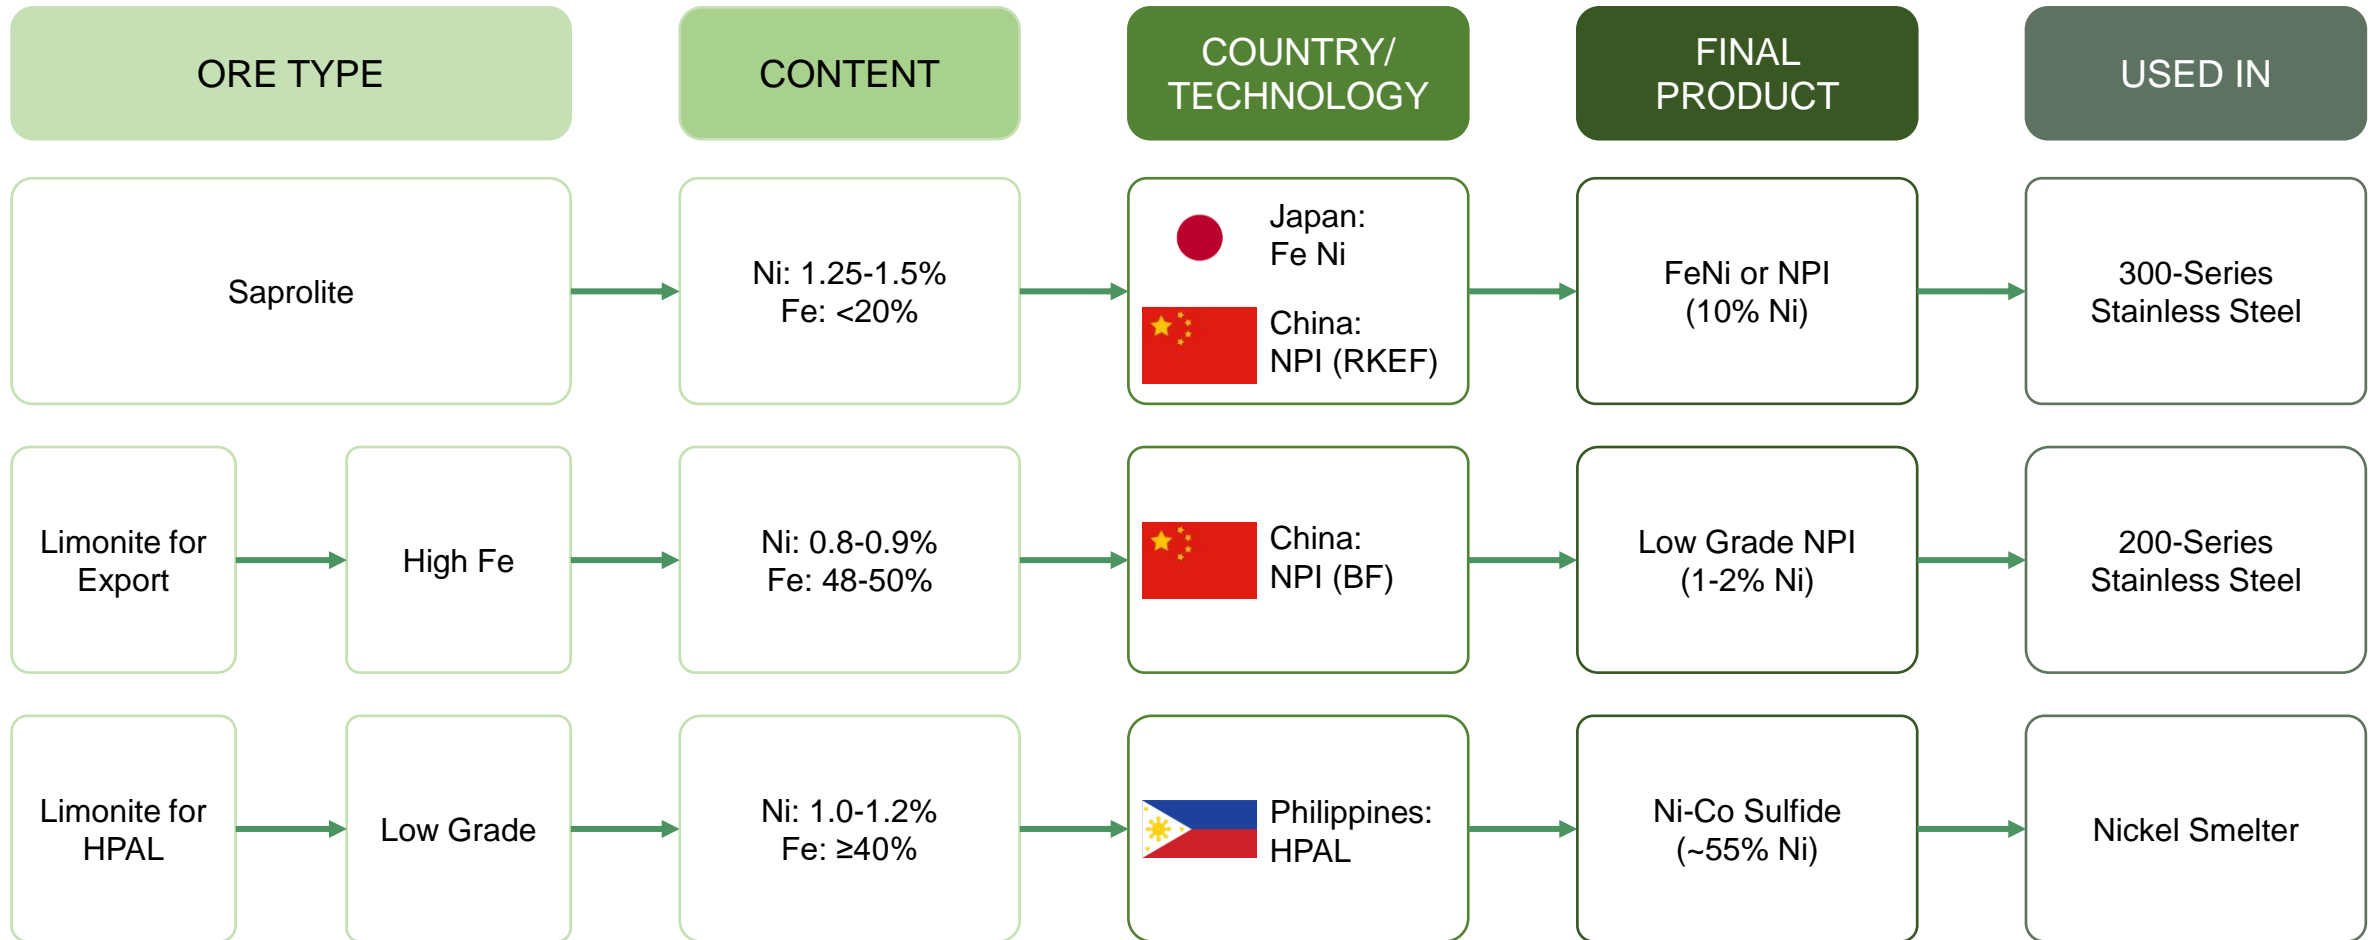 ORE TYPE
CONTENT
COUNTRY/
TECHNOLOGY
FINAL
PRODUCT
USED IN
Saprolite
Ni: 1.25-1.5%
Fe: <20%
Japan:
Fe Ni
China:
NPI (RKEF)
FeNi or NPI
(10% Ni)
300-Series
Stainless Steel
Limonite for
Export
High Fe
Ni: 0.8-0.9%
Fe: 48-50%
China:
NPI (BF)
Low Grade NPI
(1-2% Ni)
200-Series
Stainless Steel
Limonite for
HPAL
Low Grade
Ni: 1.0-1.2%
Fe: ≥40%
Philippines:
HPAL
Ni-Co Sulfide
(~55% Ni)
Nickel Smelter